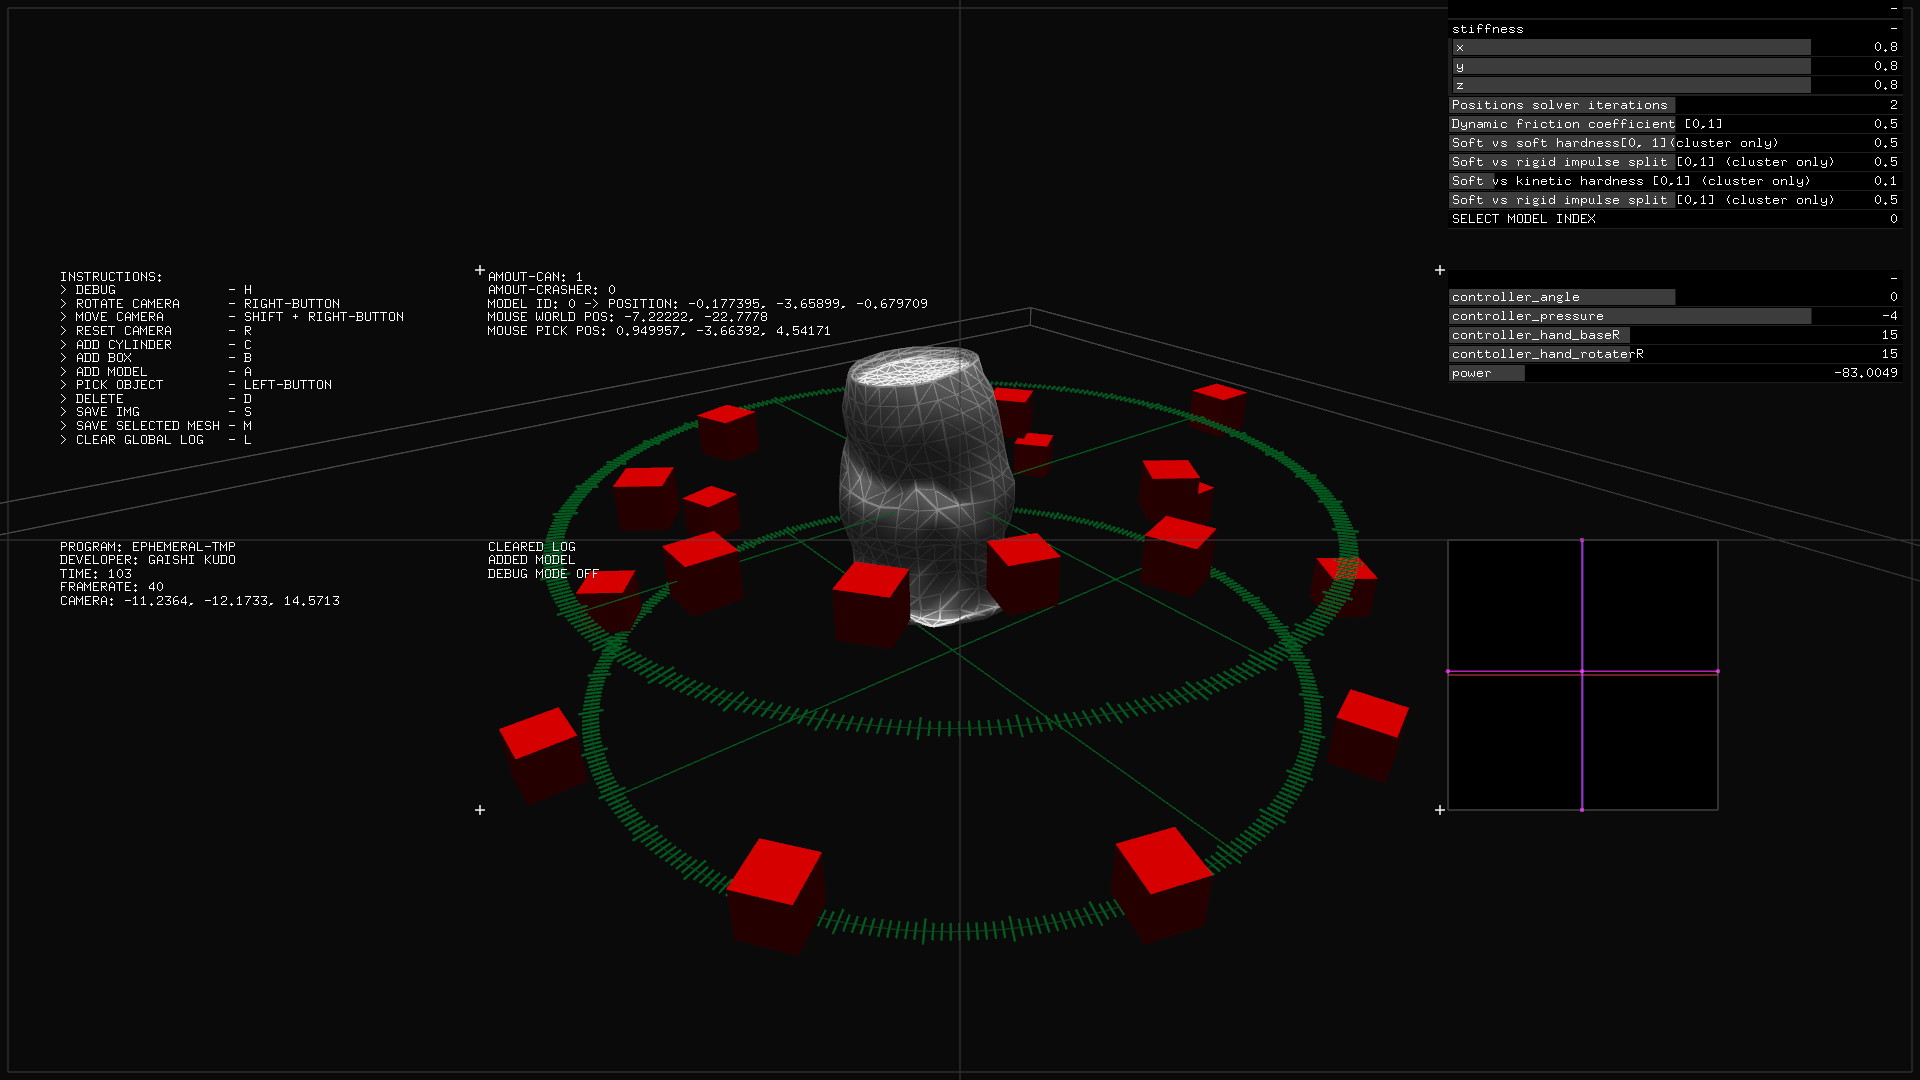 -
stiffness -
x 0.8
y 0.8
z 0.8
Positions solver iterations 2
Dynamic friction coefficient [0,1] 0.5
Soft vs soft hardness[0, 1](cluster only) 0.5
Soft vs rigid impulse split [0,1] (cluster only) 0.5
Soft vs kinetic hardness [0,1] (cluster only) 0.1
Soft vs rigid impulse split [0,1] (cluster only) 0.5
SELECT MODEL INDEX 0
INSTRUCTIONS:
> DEBUG - H
> ROTATE CAMERA - RIGHT-BUTTON
> MOVE CAMERA - SHIFT + RIGHT-BUTTON
> RESET CAMERA - R
> ADD CYLINDER - C
> ADD BOX - B
> ADD MODEL - A
> PICK OBJECT - LEFT-BUTTON
> DELETE - D
> SAVE IMG - S
> SAVE SELECTED MESH - M
> CLEAR GLOBAL LOG - L
AMOUT-CAN: 1
AMOUT-CRASHER: 0
MODEL ID: 0 -> POSITION: -0.177395, -3.65899, -0.679709
MOUSE WORLD POS: -7.22222, -22.7778
MOUSE PICK POS: 0.949957, -3.66392, 4.54171
-
controller_angle 0
controller_pressure -4
controller_hand_baseR 15
conttoller_hand_rotaterR 15
power -83.0049
PROGRAM: EPHEMERAL-TMP
DEVELOPER: GAISHI KUDO
TIME: 103
FRAMERATE: 40
CAMERA: -11.2364, -12.1733, 14.5713
CLEARED LOG
ADDED MODEL
DEBUG MODE OFF